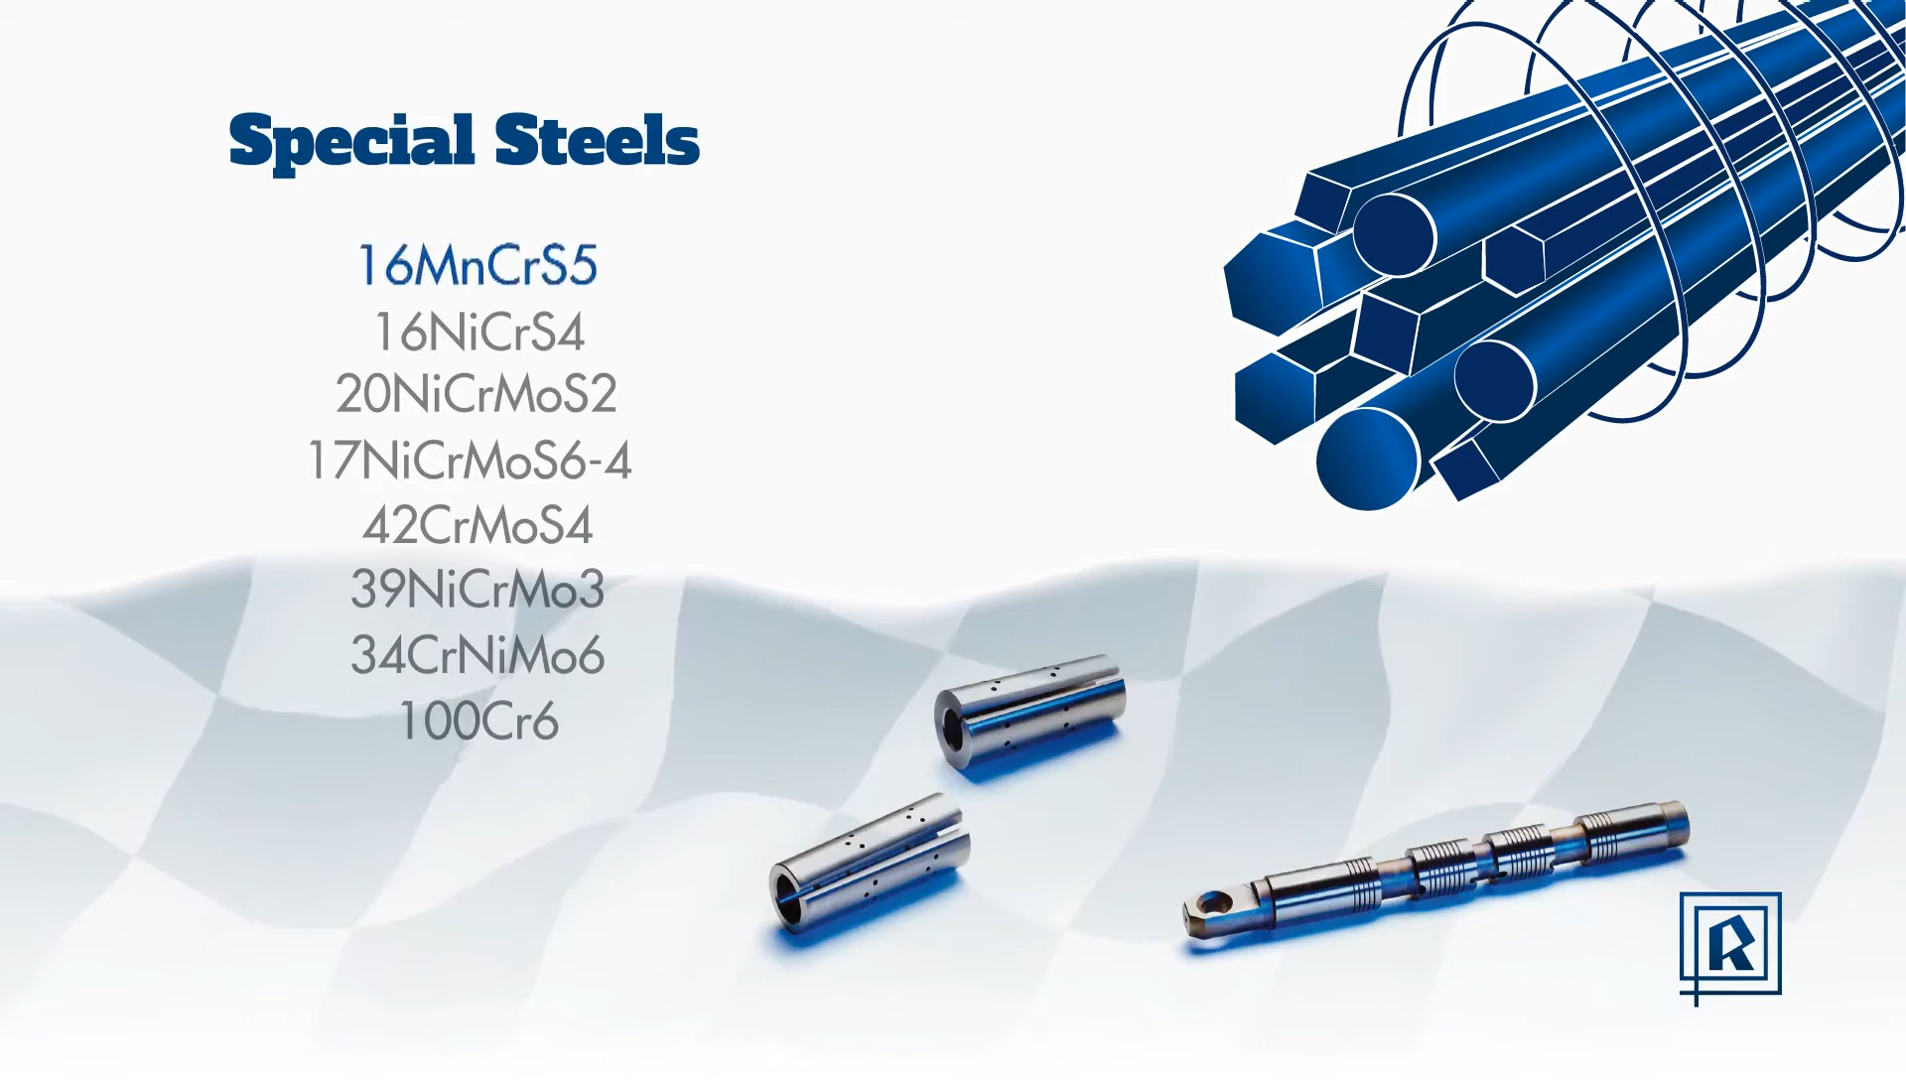 Special Steels
16MnCrS5
16NiCrS4
20NiCrMoS2
17NiCrMoS6-4
42CrMoS4
39NiCrMo3
34CrNiMo6
100Cr6
R